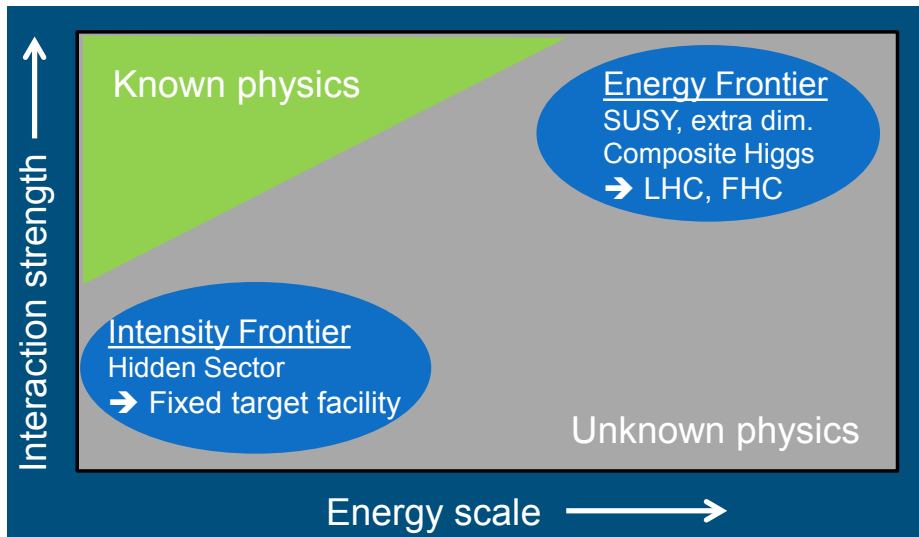 Known physics
Energy Frontier
SUSY, extra dim.
Composite Higgs
➔ LHC, FHC
Intensity Frontier
Hidden Sector
➔ Fixed target facility
Unknown physics
Interaction strength
Energy scale